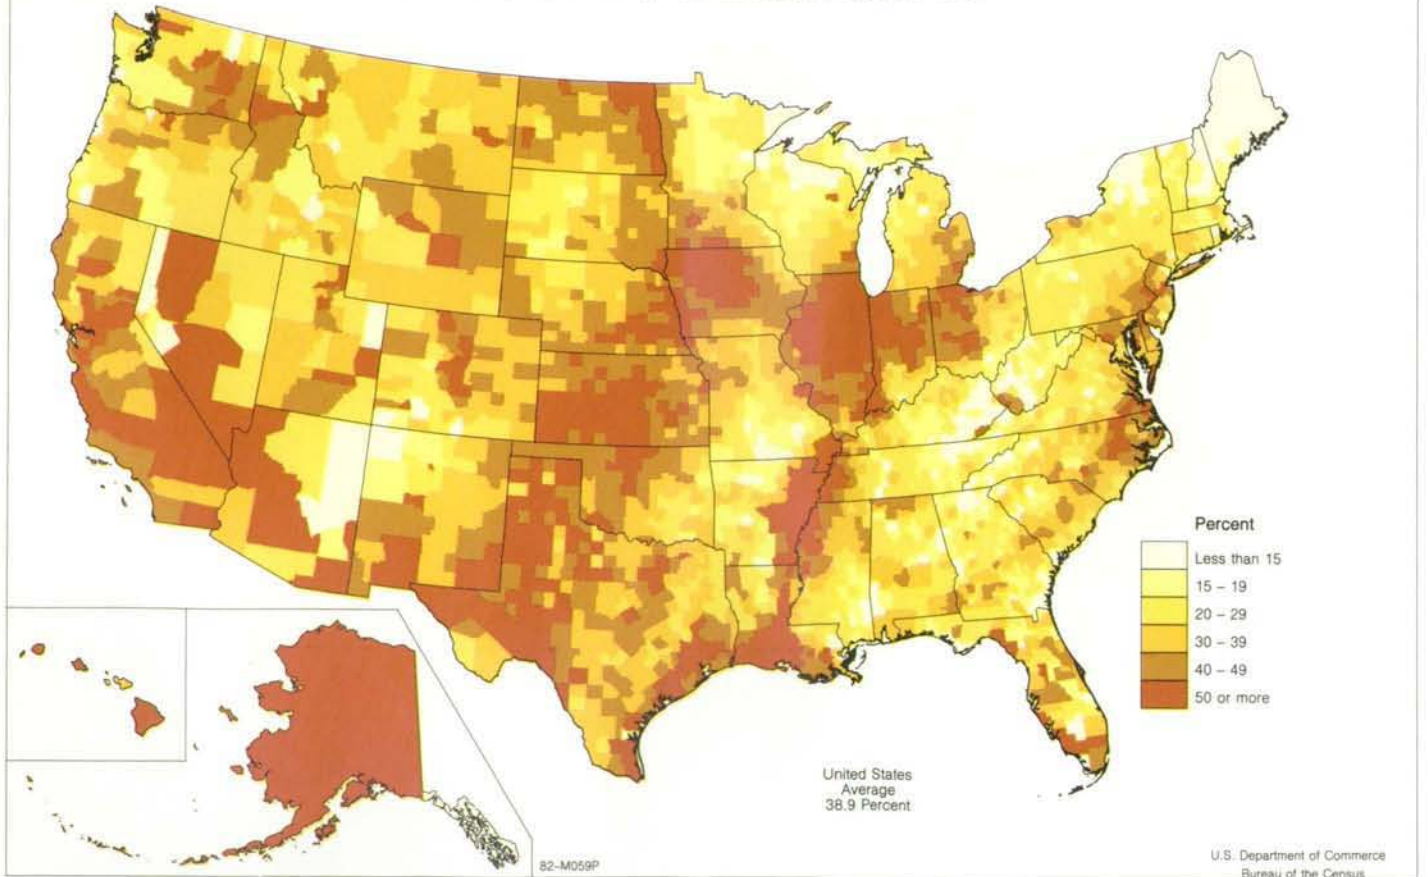 Percent
Less than 15
15 – 19
20 – 29
30 – 39
40 – 49
50 or more
United States
Average
38.9 Percent
82-M059P
U.S. Department of Commerce
Bureau of the Census